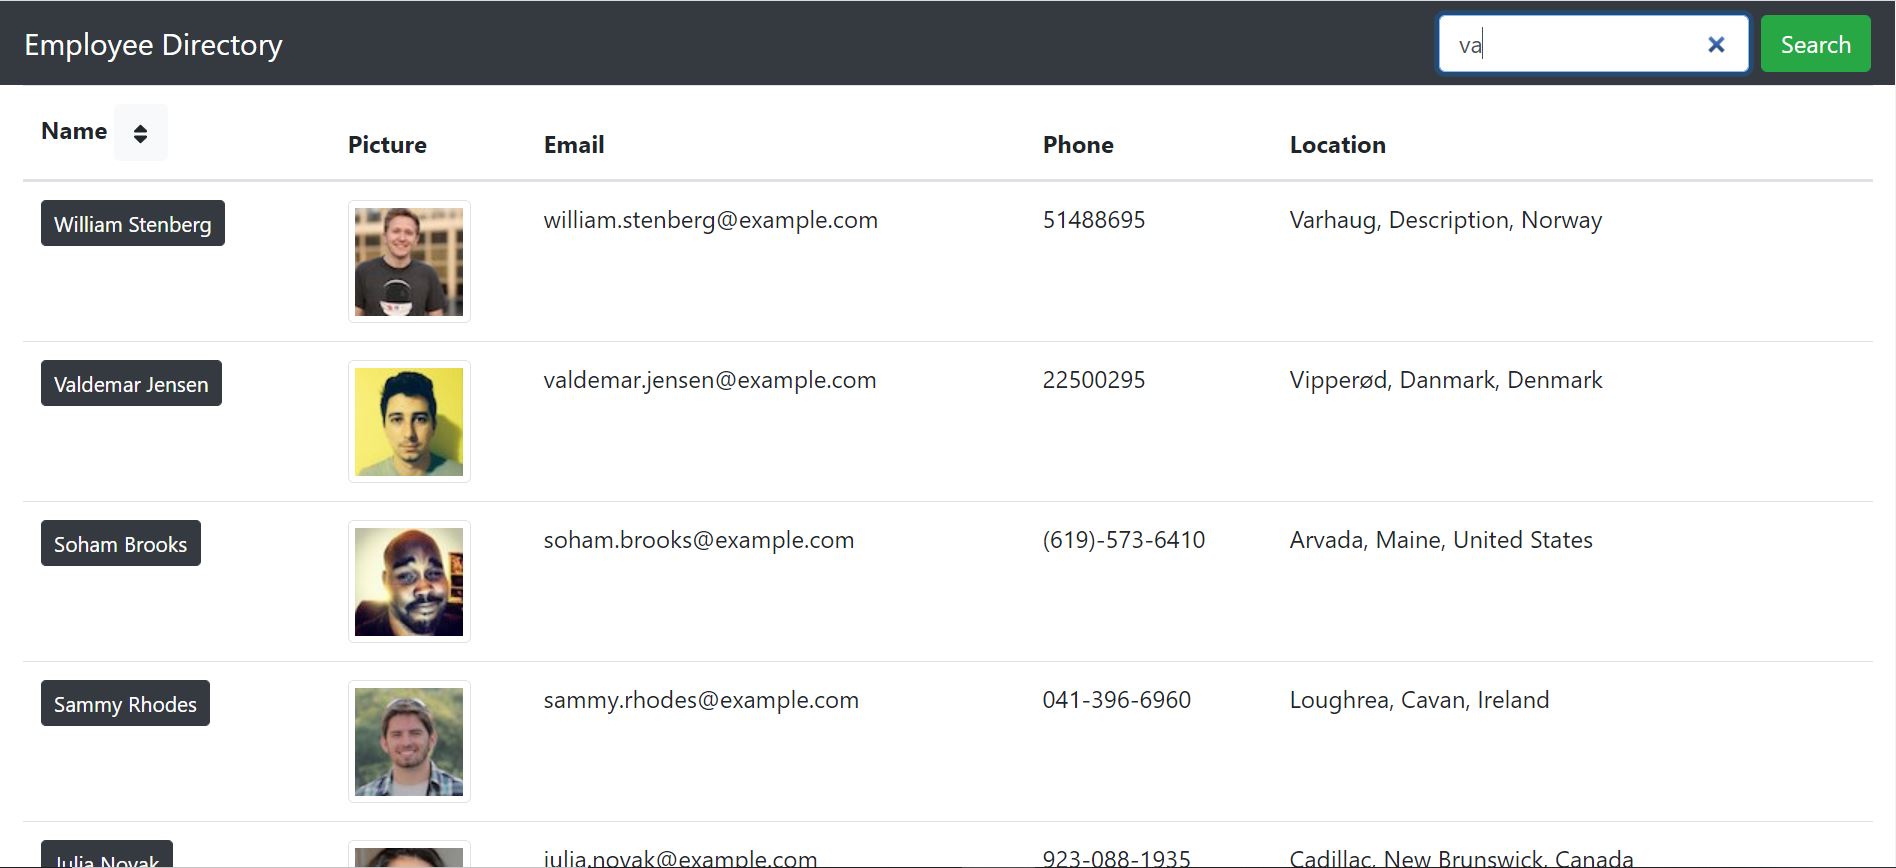 Employee Directory
va
Search
Name
Picture
Email
Phone
Location
William Stenberg
william.stenberg@example.com
51488695
Varhaug, Description, Norway
Valdemar Jensen
valdemar.jensen@example.com
22500295
Vipperød, Danmark, Denmark
Soham Brooks
soham.brooks@example.com
(619)-573-6410
Arvada, Maine, United States
Sammy Rhodes
sammy.rhodes@example.com
041-396-6960
Loughrea, Cavan, Ireland
Julia Novak
julia.novak@example.com
923-088-1935
Cadillac, New Brunswick, Canada